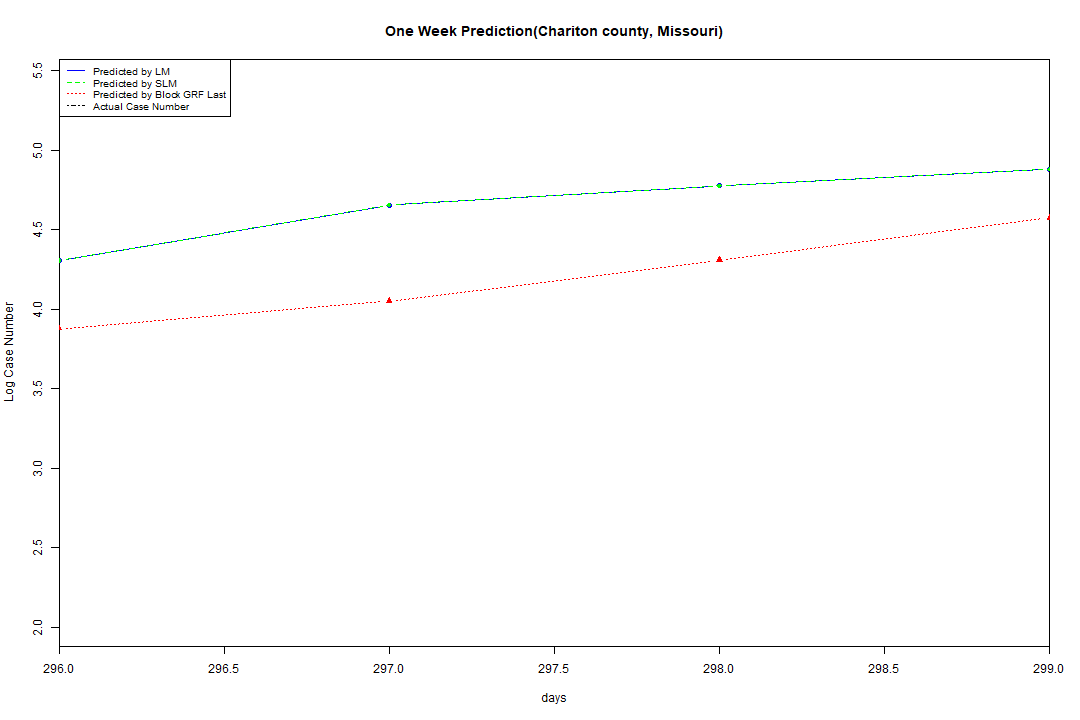 One Week Prediction(Chariton county, Missouri)
Predicted by LM
Predicted by SLM
Predicted by Block GRF Last
Actual Case Number
Log Case Number
5.5
5.0
4.5
4.0
3.5
3.0
2.5
2.0
296.0 296.5 297.0 297.5 298.0 298.5 299.0
days